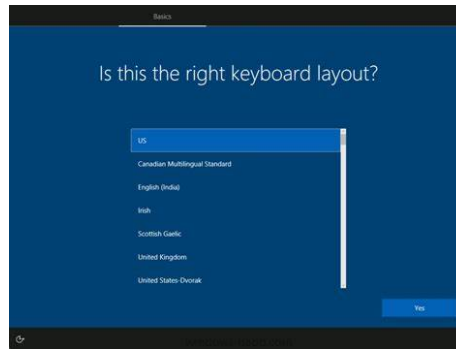 Basics
Is this the right keyboard layout?
US
Canadian Multilingual Standard
English (India)
Irish
Scottish Gaelic
United Kingdom
United States-Dvorak
Yes